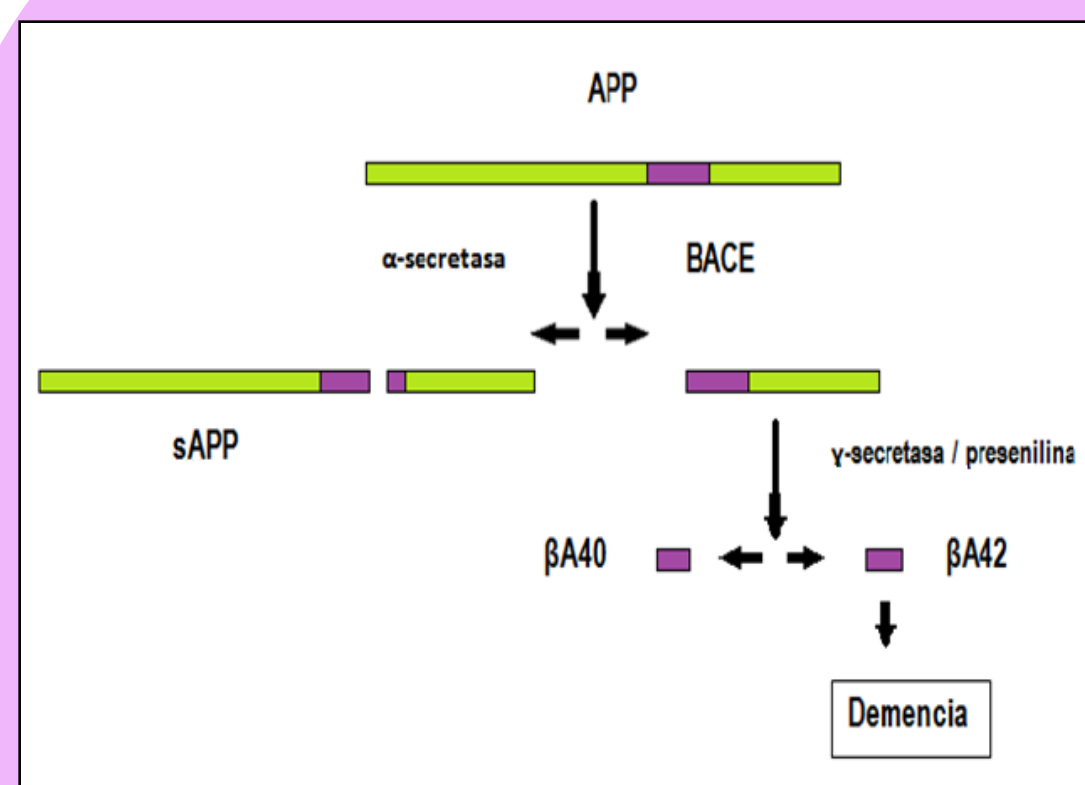 APP
α-secretasa
BACE
sAPP
γ-secretasa / presenilina
βA40
βA42
Demencia